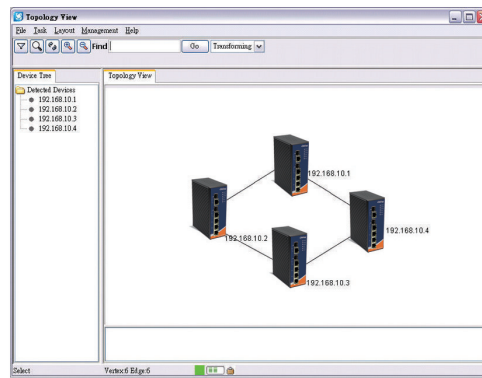 Topology View
File Task Layout Management Help
Find Go Transforming
Device Tree
Topology View
Detected Devices
192.168.10.1
192.168.10.2
192.168.10.3
192.168.10.4
192.168.10.1
192.168.10.2
192.168.10.4
192.168.10.3
Select Vertex:6 Edge:6